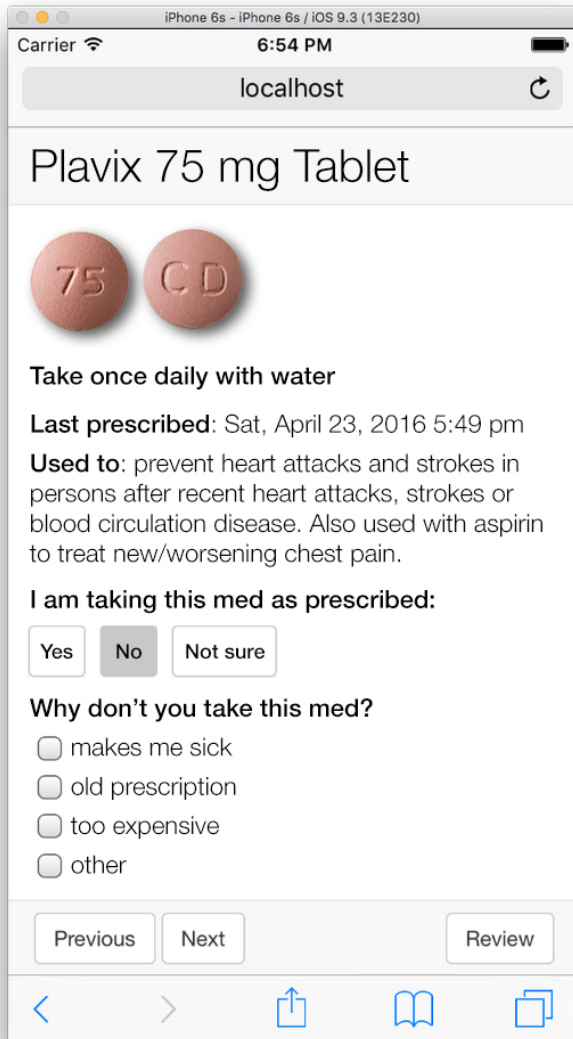 iPhone 6s - iPhone 6s / iOS 9.3 (13E230)
Carrier 6:54 PM
localhost
Plavix 75 mg Tablet
75 CD
Take once daily with water
Last prescribed: Sat, April 23, 2016 5:49 pm
Used to: prevent heart attacks and strokes in
persons after recent heart attacks, strokes or
blood circulation disease. Also used with aspirin
to treat new/worsening chest pain.
I am taking this med as prescribed:
Yes No Not sure
Why don’t you take this med?
makes me sick
old prescription
too expensive
other
Previous Next Review